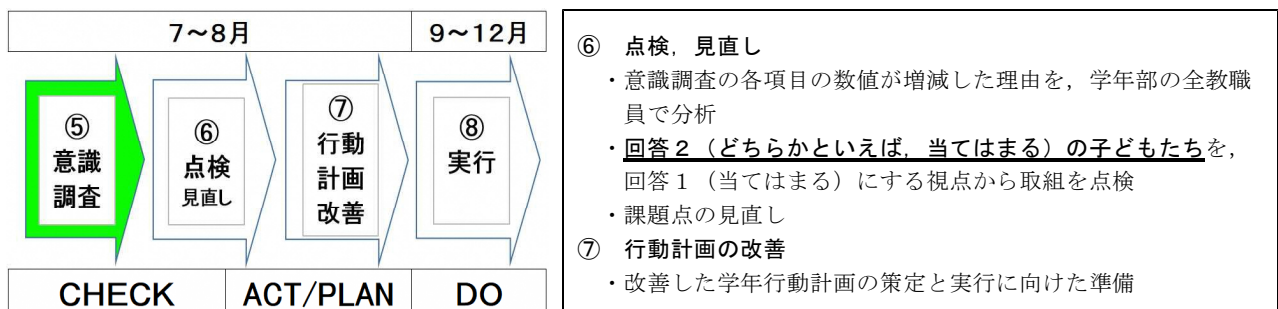 7～8月
9～12月
⑤
意識
調査
⑥
点検
見直し
⑦
行動
計画
改善
⑧
実行
CHECK
ACT/PLAN
DO
⑥ 点検，見直し
・意識調査の各項目の数値が増減した理由を，学年部の全教職
員で分析
・回答２（どちらかといえば，当てはまる）の子どもたちを，
回答１（当てはまる）にする視点から取組を点検
・課題点の見直し
⑦ 行動計画の改善
・改善した学年行動計画の策定と実行に向けた準備